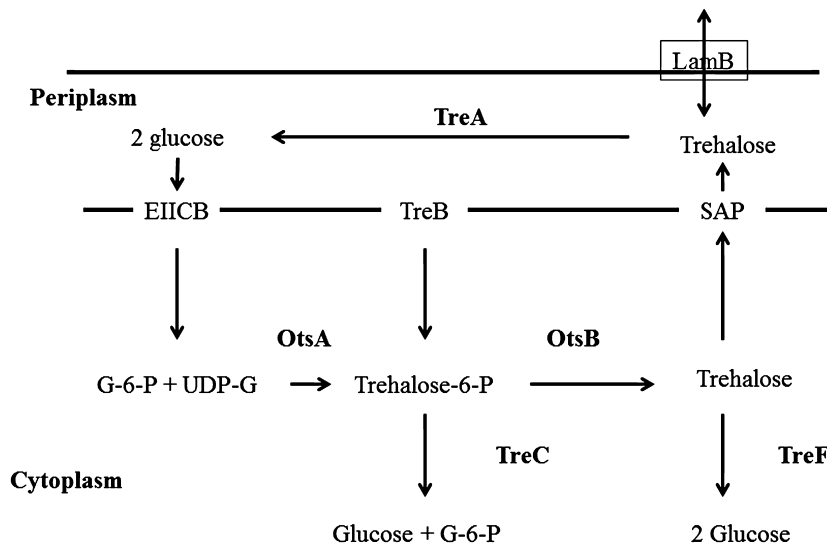 LamB
Periplasm
TreA
2 glucose
Trehalose
EIICB
TreB
SAP
OtsA
OtsB
G-6-P + UDP-G
Trehalose-6-P
Trehalose
TreC
TreF
Cytoplasm
Glucose + G-6-P
2 Glucose